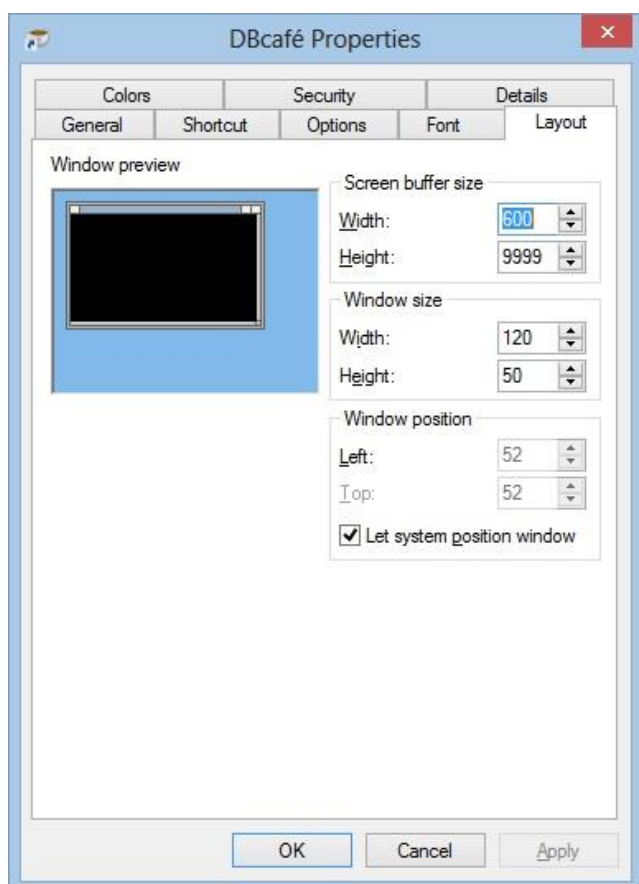 DBcafé Properties
Colors Security Details
General Shortcut Options Font Layout
Window preview
Screen buffer size
Width: 600
Height: 9999
Window size
Width: 120
Height: 50
Window position
Left: 52
Top: 52
Let system position window
OK Cancel Apply